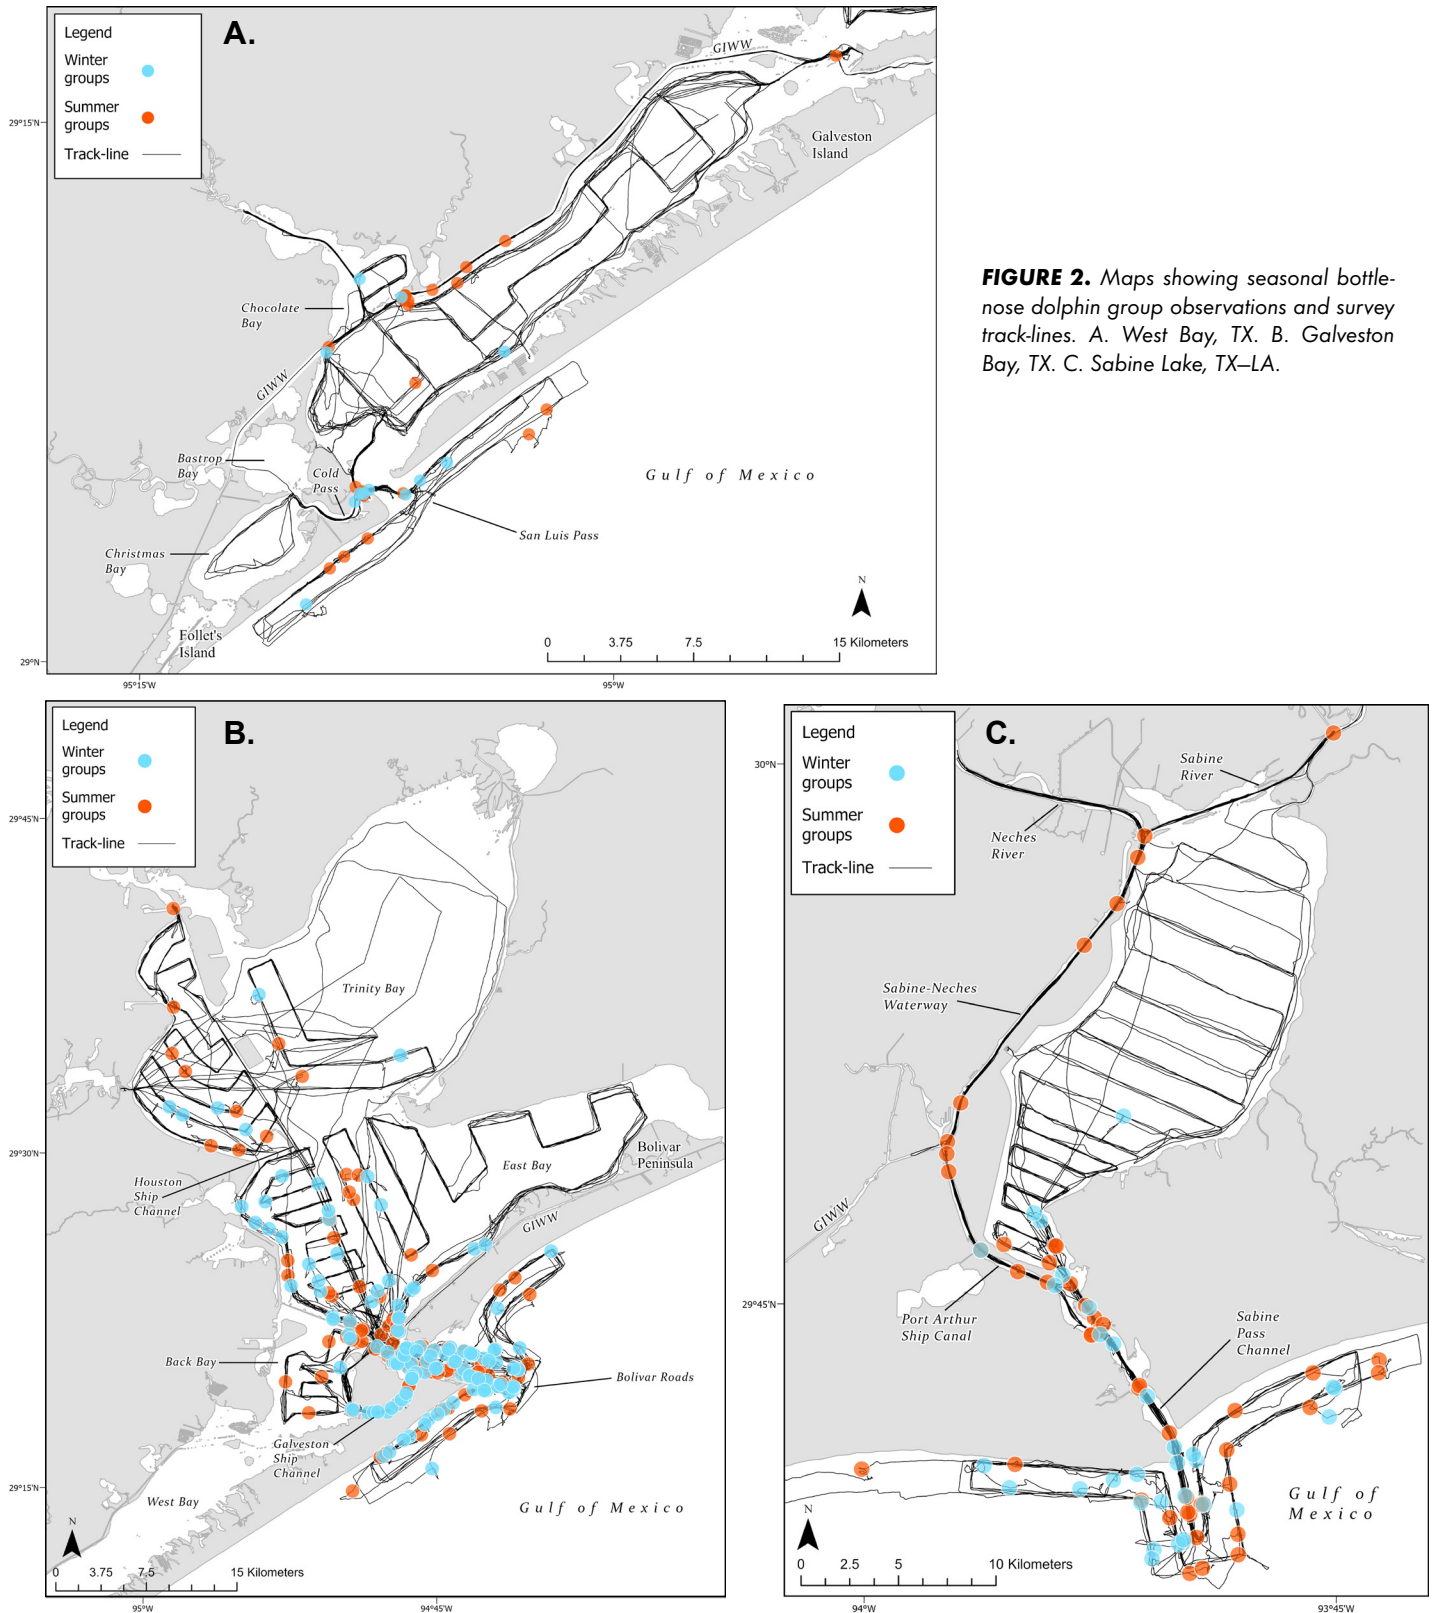 A.
Legend
Winter
groups
Summer
groups
Track-line
GIWW
Galveston
Island
29°15'N
Chocolate
Bay
GIWW
Bastrop
Bay
Cold
Pass
Gulf of Mexico
San Luis Pass
Christmas
Bay
Follet's
Island
N
0 3.75 7.5 15 Kilometers
29°N
95°15'W 95°W
FIGURE 2. Maps showing seasonal bottle-
nose dolphin group observations and survey
track-lines. A. West Bay, TX. B. Galveston
Bay, TX. C. Sabine Lake, TX—LA.
B.
Legend
Winter
groups
Summer
groups
Track-line
29°45'N
Trinity Bay
29°30'N
East Bay
Bolivar
Peninsula
Houston
Ship
Channel
GIWW
Back Bay
Bolivar Roads
Galveston
Ship
Channel
29°15'N
West Bay
Gulf of Mexico
N
0 3.75 7.5 15 Kilometers
95°W 94°45'W
C.
Legend
Winter
groups
Summer
groups
Track-line
30°N
Sabine
River
Neches
River
Sabine-Neches
Waterway
GIWW
29°45'N
Port Arthur
Ship Canal
Sabine
Pass
Channel
Gulf of
Mexico
N
0 2.5 5 10 Kilometers
94°W 93°45'W